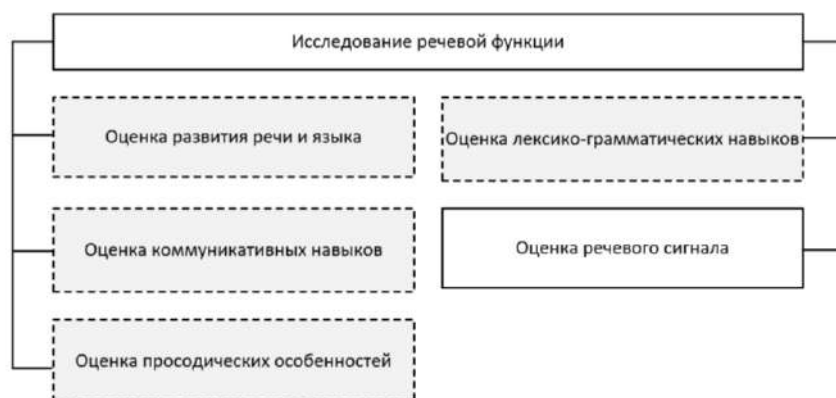 Исследование речевой функции
Оценка развития речи и языка
Оценка лексико-грамматических навыков
Оценка коммуникативных навыков
Оценка речевого сигнала
Оценка просодических особенностей